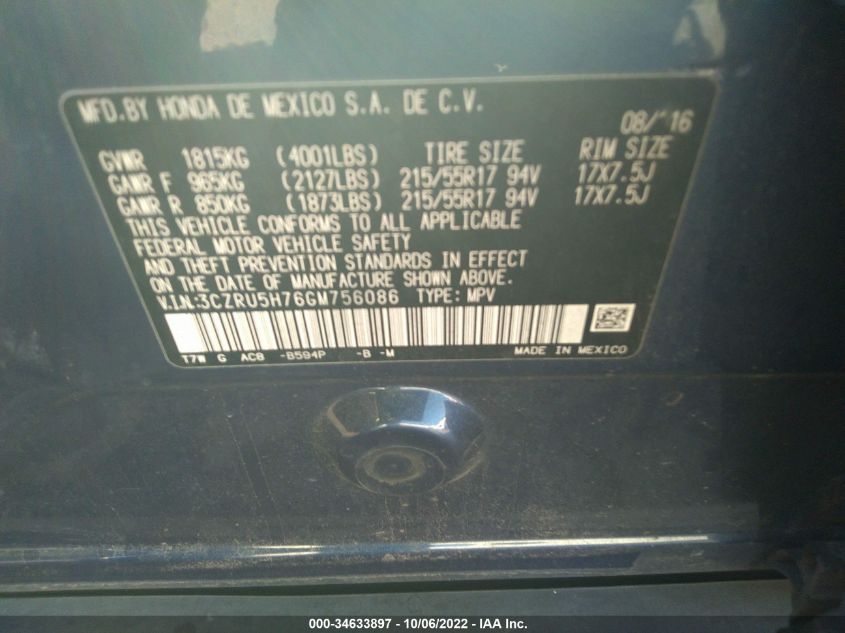 MFD.BY HONDA DE MEXICO S.A. DE C.V.
08/'16
GVWR 1815KG (4001LBS) TIRE SIZE RIM SIZE
GAWR F 965KG (2127LBS) 215/55R17 94V 17X7.5J
GAWR R 850KG (1873LBS) 215/55R17 94V 17X7.5J
THIS VEHICLE CONFORMS TO ALL APPLICABLE
FEDERAL MOTOR VEHICLE SAFETY
AND THEFT PREVENTION STANDARDS IN EFFECT
ON THE DATE OF MANUFACTURE SHOWN ABOVE.
V.I.N:3CZRU5H76GM756086 TYPE: MPV
T7W G AC8 -B594P -B -M MADE IN MEXICO
000-34633897 - 10/06/2022 - IAA Inc.